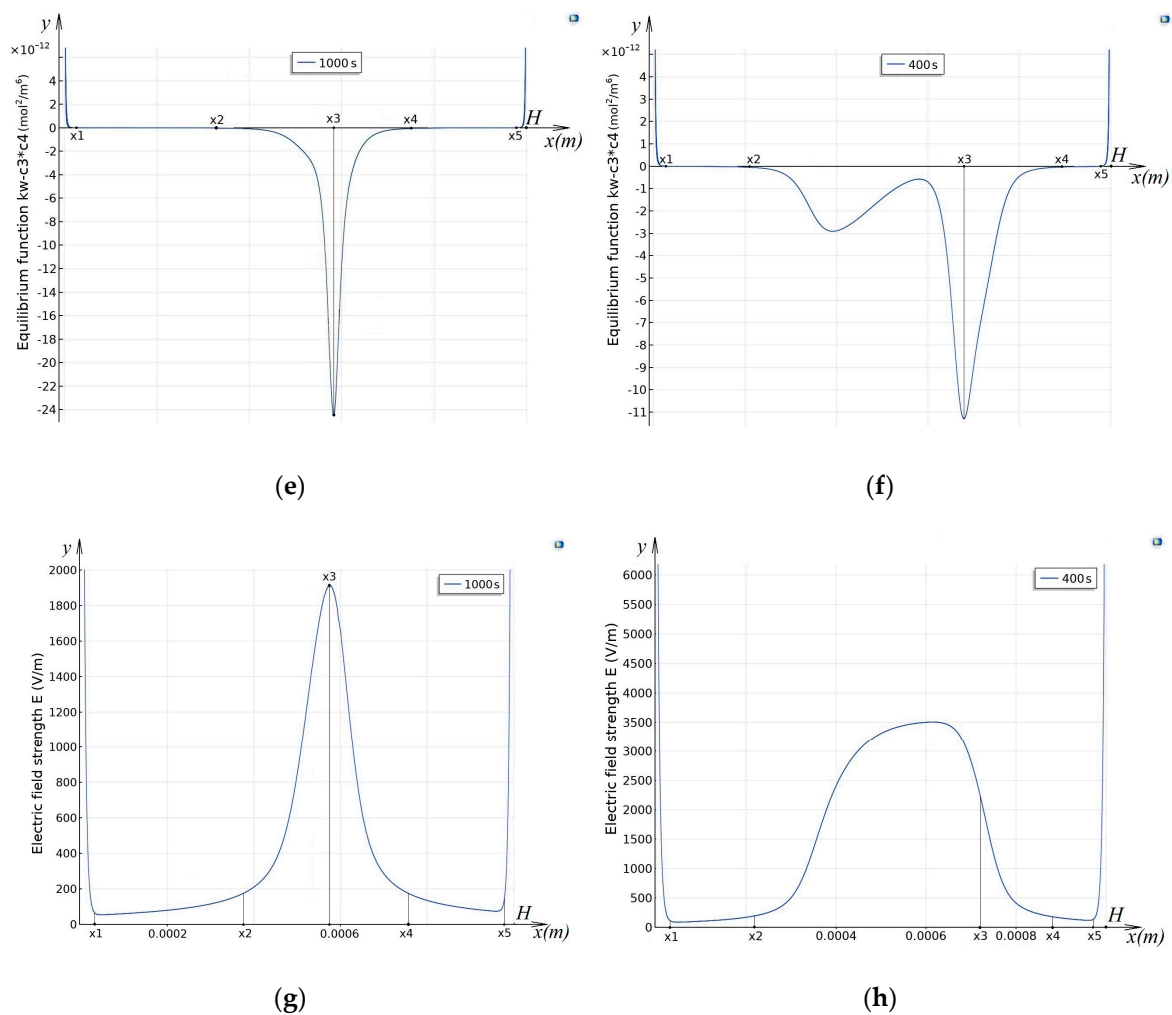 y
×10⁻¹²
1000 s
4
2
0
-2
-4
-6
-8
-10
-12
-14
-16
-18
-20
-22
-24
x1
x2
x3
x4
x5
H
x(m)
Equilibrium function kw-c3*c4 (mol²/m⁶)
(e)
y
×10⁻¹²
400 s
5
4
3
2
1
0
-1
-2
-3
-4
-5
-6
-7
-8
-9
-10
-11
x1
x2
x3
x4
x5
H
x(m)
Equilibrium function kw-c3*c4 (mol²/m⁶)
(f)
y
1000 s
2000
1800
1600
1400
1200
1000
800
600
400
200
0
x3
x1
0.0002
x2
0.0006
x4
x5
H
x(m)
Electric field strength E (V/m)
(g)
y
400 s
6000
5500
5000
4500
4000
3500
3000
2500
2000
1500
1000
500
0
x1
x2
0.0004
0.0006
x3
0.0008
x4
x5
H
x(m)
Electric field strength E (V/m)
(h)